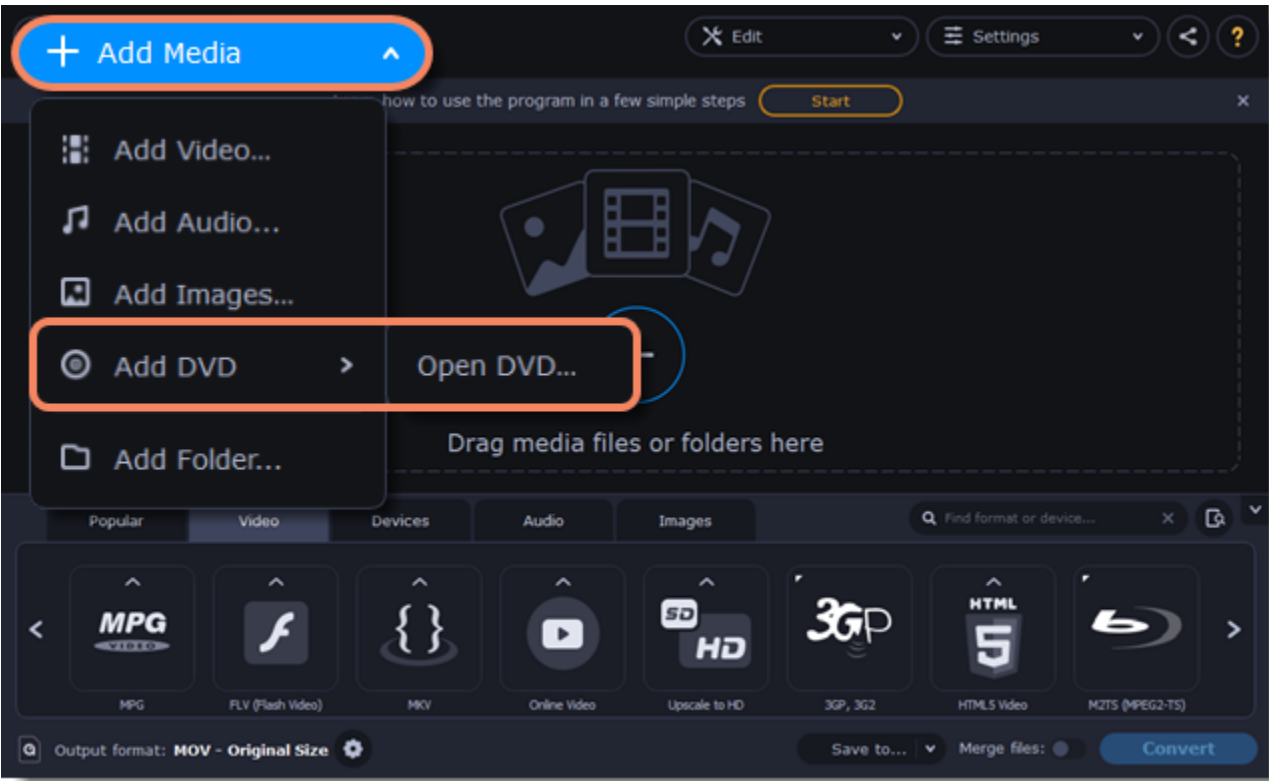 Add Media
Edit
Settings
?
how to use the program in a few simple steps
Start
Add Video...
Add Audio...
Add Images...
Add DVD
Open DVD...
Add Folder...
Drag media files or folders here
Popular
Video
Devices
Audio
Images
Find format or device...
MPG
VIDEO
{ }
SD
HD
3GP
HTML
5
MPG
FLV (Flash Video)
MKV
Online Video
Upscale to HD
3GP, 3G2
HTML5 Video
M2TS (MPEG2-TS)
Output format: MOV - Original Size
Save to...
Merge files:
Convert